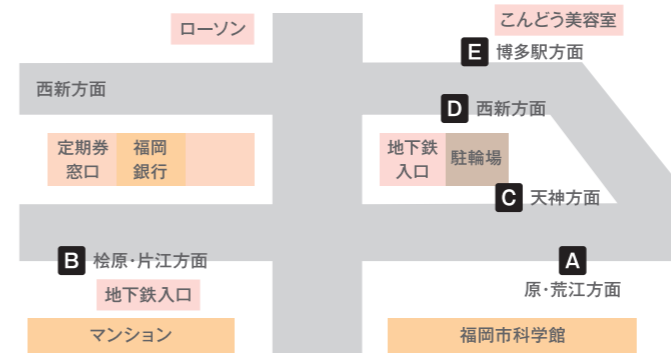 ローソン
こんどう美容室
E 博多駅方面
西新方面
D 西新方面
定期券
窓口
福岡
銀行
地下鉄
入口
駐輪場
C 天神方面
B 桧原・片江方面
A
原・荒江方面
地下鉄入口
マンション
福岡市科学館